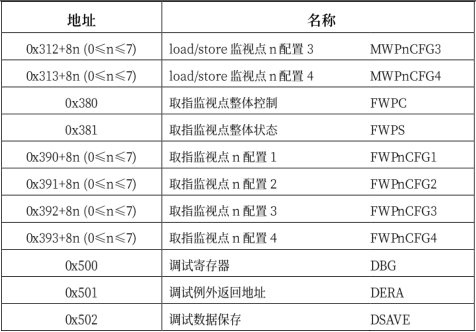 地址 名称
0x312+8n (0≤n≤7) load/store 监视点 n 配置 3 MWPnCFG3
0x313+8n (0≤n≤7) load/store 监视点 n 配置 4 MWPnCFG4
0x380 取指监视点整体控制 FWPC
0x381 取指监视点整体状态 FWPS
0x390+8n (0≤n≤7) 取指监视点 n 配置 1 FWPnCFG1
0x391+8n (0≤n≤7) 取指监视点 n 配置 2 FWPnCFG2
0x392+8n (0≤n≤7) 取指监视点 n 配置 3 FWPnCFG3
0x393+8n (0≤n≤7) 取指监视点 n 配置 4 FWPnCFG4
0x500 调试寄存器 DBG
0x501 调试例外返回地址 DERA
0x502 调试数据保存 DSAVE